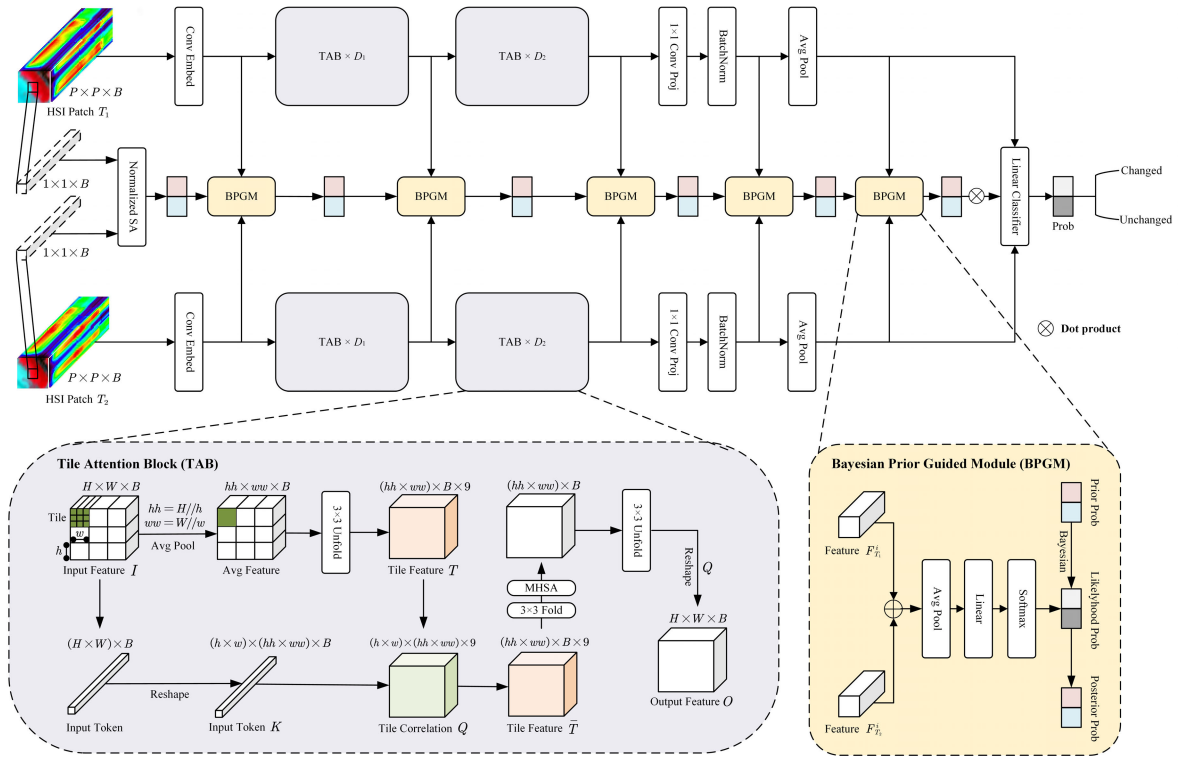 P×P×B
HSI Patch T₁
1×1×B
1×1×B
P×P×B
HSI Patch T₂
Normalized SA
Conv Embed
TAB × D₁
TAB × D₂
1×1 Conv Proj
BatchNorm
Avg Pool
BPGM
BPGM
BPGM
BPGM
BPGM
Linear Classifier
Prob
Changed
Unchanged
Conv Embed
TAB × D₁
TAB × D₂
1×1 Conv Proj
BatchNorm
Avg Pool
Dot product
Tile Attention Block (TAB)
H×W×B
Tile
w
h
Input Feature I
hh = H//h
ww = W//w
Avg Pool
hh×ww×B
Avg Feature
3×3 Unfold
(hh×ww)×B×9
Tile Feature T
(H×W)×B
Input Token
Reshape
(h×w)×(hh×ww)×B
Input Token K
(h×w)×(hh×ww)×9
Tile Correlation Q
(hh×ww)×B×9
Tile Feature T̄
3×3 Fold
MHSA
(hh×ww)×B
3×3 Unfold
Reshape
Q
H×W×B
Output Feature O
Bayesian Prior Guided Module (BPGM)
Feature Fⁱ_T₁
Feature Fⁱ_T₂
Avg Pool
Linear
Softmax
Prior Prob
Bayesian
Likelyhood Prob
Posterior Prob